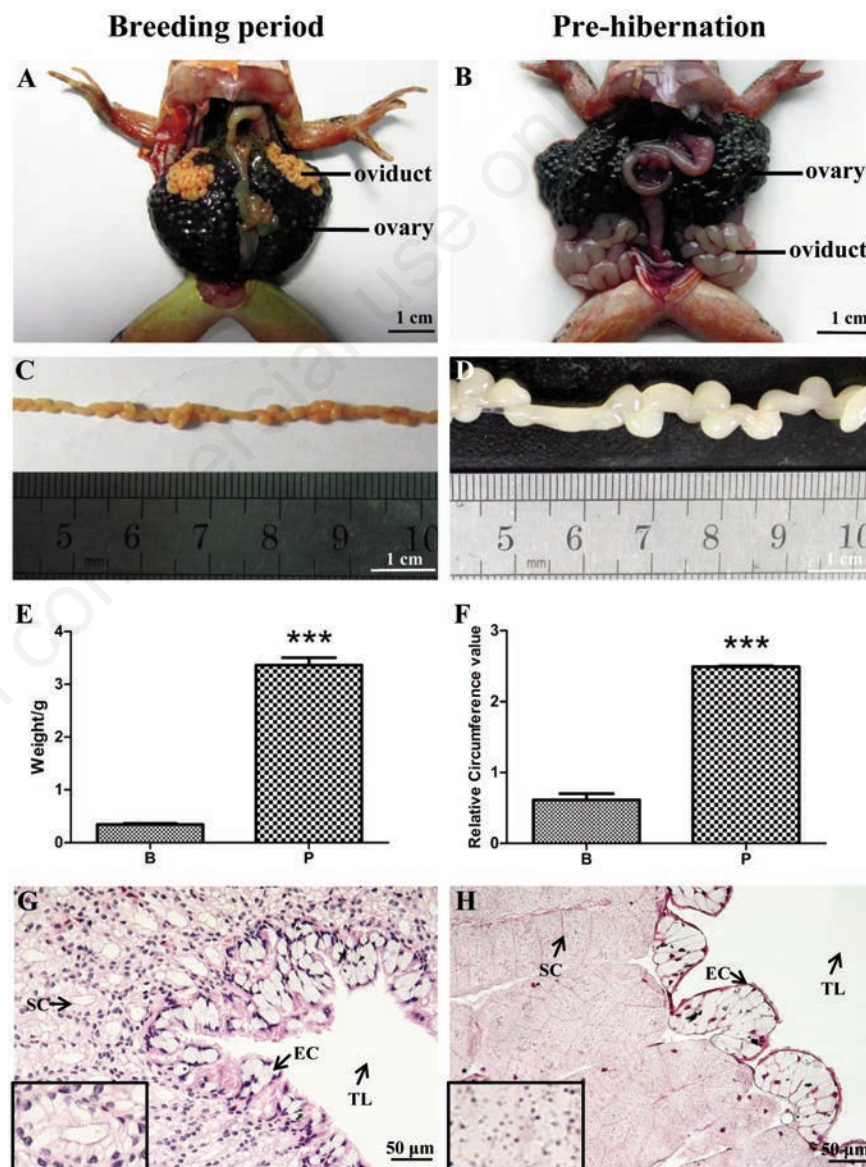 Breeding period
Pre-hibernation
A
oviduct
ovary
1 cm
B
ovary
oviduct
1 cm
C
5 6 7 8 9 10
mm
1 cm
D
5 6 7 8 9 10
mm
1 cm
E
Weight/g
4
3
2
1
0
***
B P
F
Relative Circumference value
3
2
1
0
***
B P
G
SC
EC
TL
50 µm
H
SC
EC
TL
50 µm